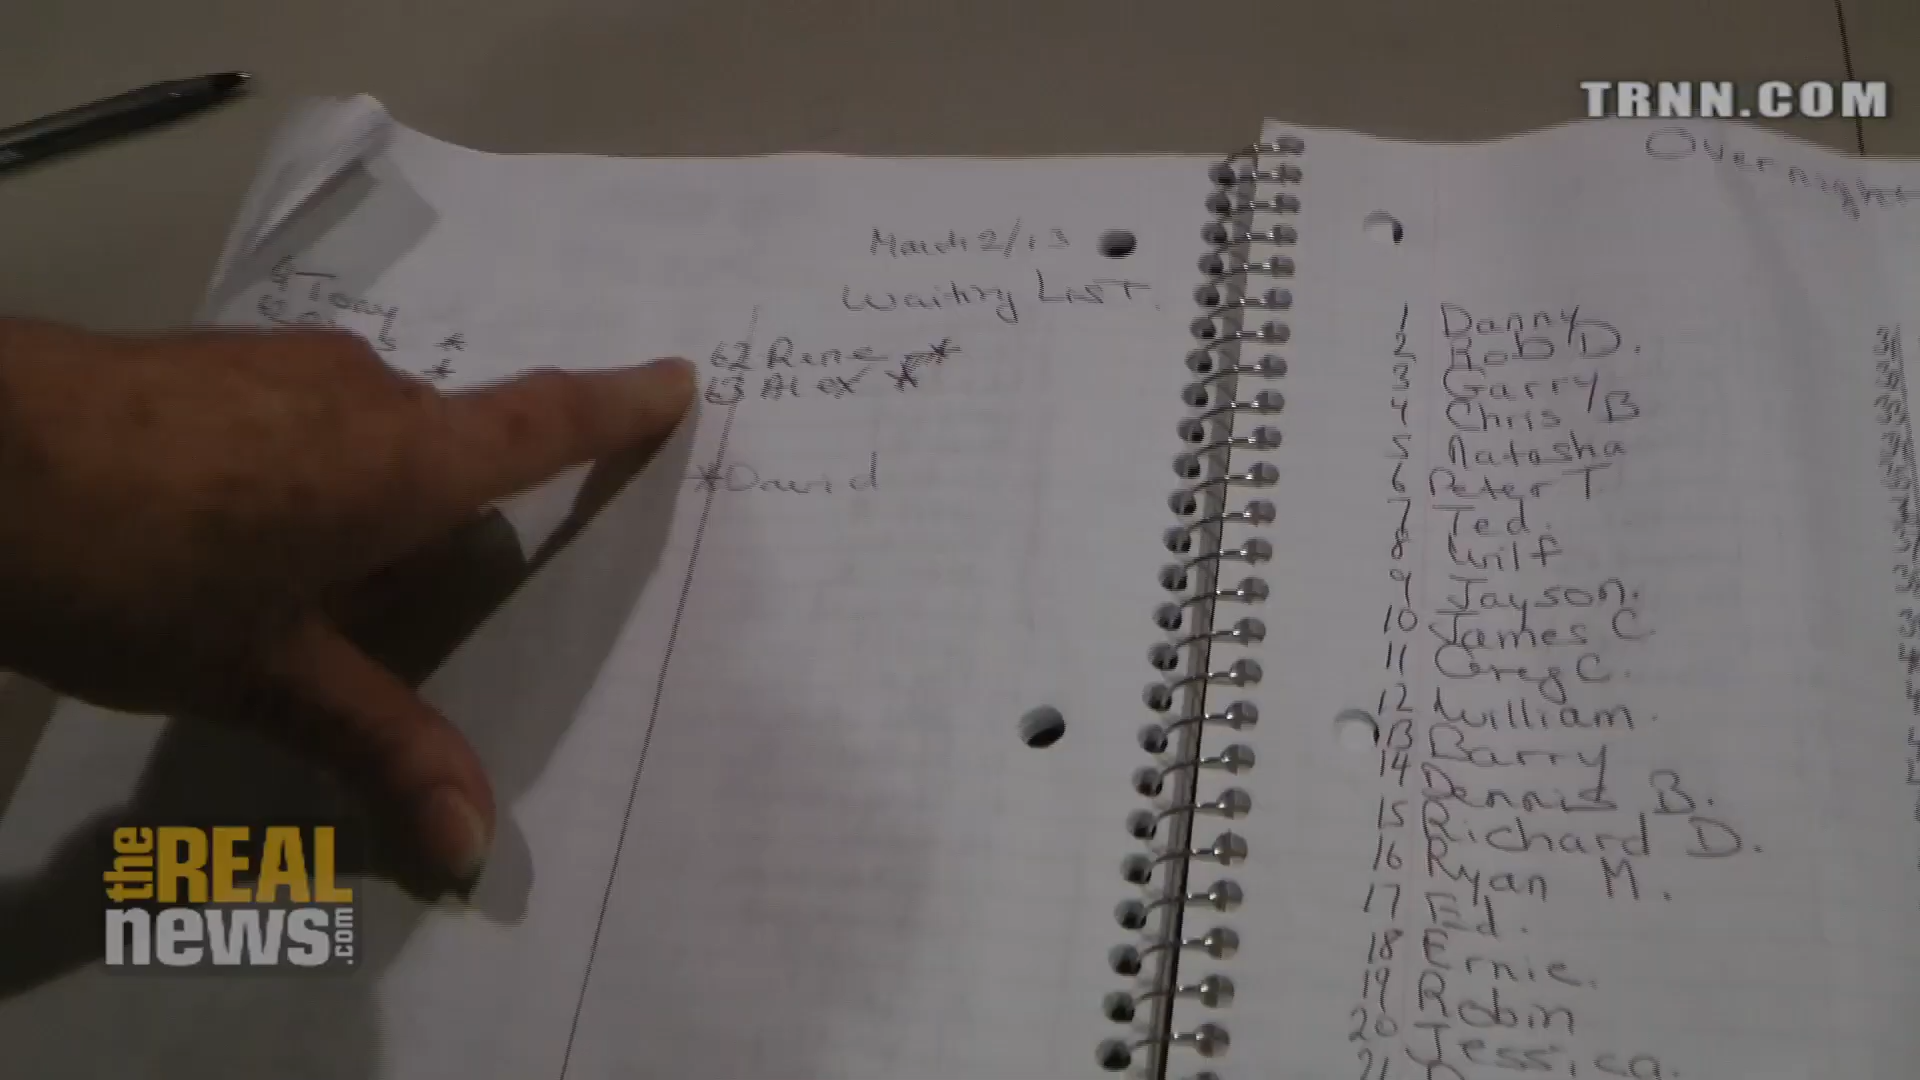 TRNN.COM
Overnight
March 2/13
Waiting List.
Tony
62 Rene *
63 Alex *
*David
1 Danny
2 Rob D.
3 Garry B
4 Chris
5 Natasha
6 Peter T
7 Ted.
8 Wilf
9 Jayson.
10 James C
11 Greg C.
12 William.
13 Barry
14 Dennis B.
15 Richard D.
16 Ryan M.
17 Ed.
18 Ernie.
19 Robin
20 Jessica.
21
the REAL
news.com